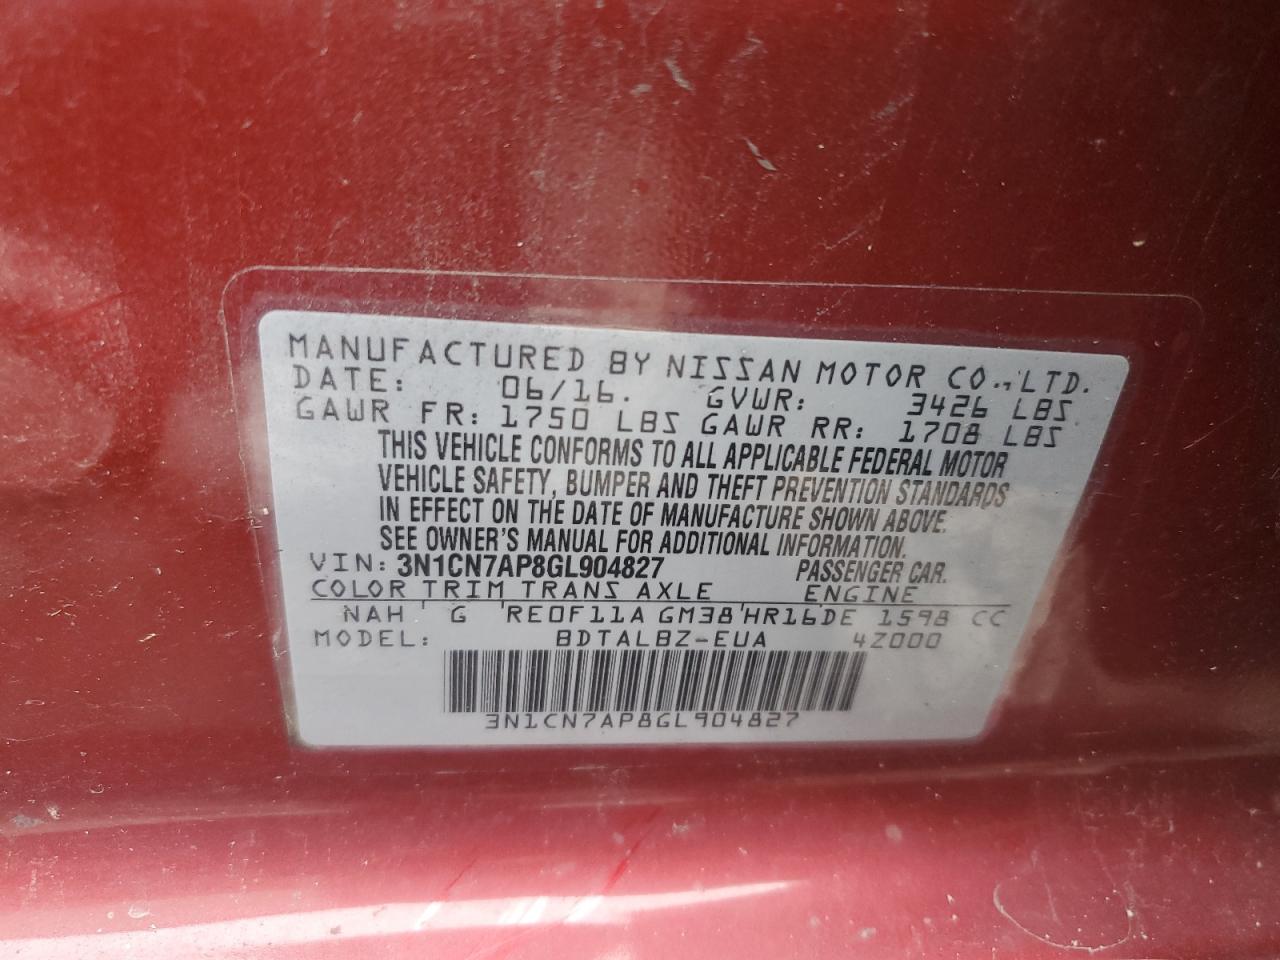 MANUFACTURED BY NISSAN MOTOR CO., LTD.
DATE: 06/16. GVWR: 3426 LBS
GAWR FR: 1750 LBS GAWR RR: 1708 LBS
THIS VEHICLE CONFORMS TO ALL APPLICABLE FEDERAL MOTOR
VEHICLE SAFETY, BUMPER AND THEFT PREVENTION STANDARDS
IN EFFECT ON THE DATE OF MANUFACTURE SHOWN ABOVE.
SEE OWNER'S MANUAL FOR ADDITIONAL INFORMATION.
VIN: 3N1CN7AP8GL904827 PASSENGER CAR.
COLOR TRIM TRANS AXLE ENGINE
NAH ' G ' RE0F11A GM38 ' HR16DE 1598 CC
MODEL: BDTALBZ-EUA 4Z000
3N1CN7AP8GL904827